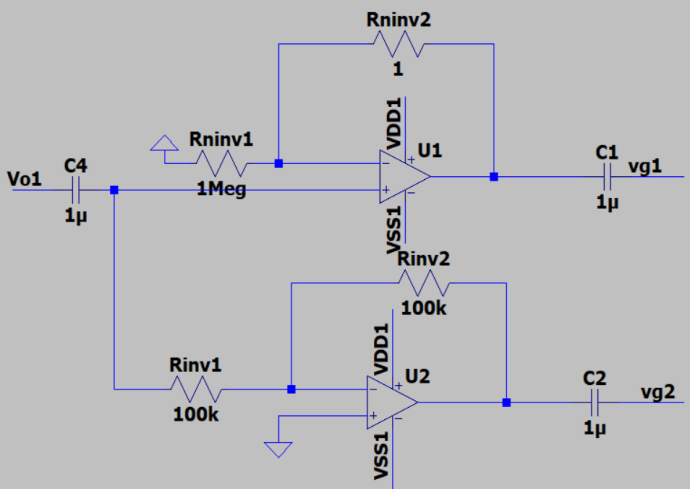 Rninv2
1
VDD1
Rninv1
U1
C4
C1
vg1
Vo1
1Meg
1µ
1µ
VSS1
Rinv2
100k
VDD1
Rinv1
U2
C2
vg2
100k
1µ
VSS1